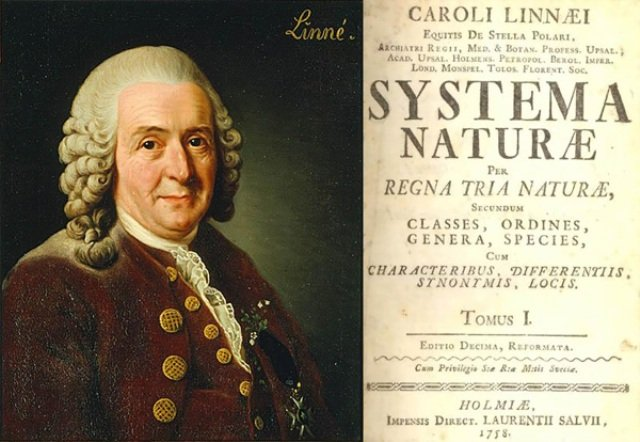 Linné.
CAROLI LINNÆI
EQUITIS DE STELLA POLARI,
ARCHIATRI REGII, MED. & BOTAN. PROFESS. UPSAL.;
ACAD. UPSAL. HOLMENS. PETROPOL. BEROL. IMPER.
LOND. MONSPEL. TOLOS. FLORENT. SOC.
SYSTEMA
NATURÆ
PER
REGNA TRIA NATURÆ,
SECUNDUM
CLASSES, ORDINES,
GENERA, SPECIES,
CUM
CHARACTERIBUS, DIFFERENTIIS,
SYNONYMIS, LOCIS.
TOMUS I.
EDITIO DECIMA, REFORMATA.
Cum Privilegio S:æ R:æ M:tis Sveciæ.
HOLMIÆ,
IMPENSIS DIRECT. LAURENTII SALVII,
1758.